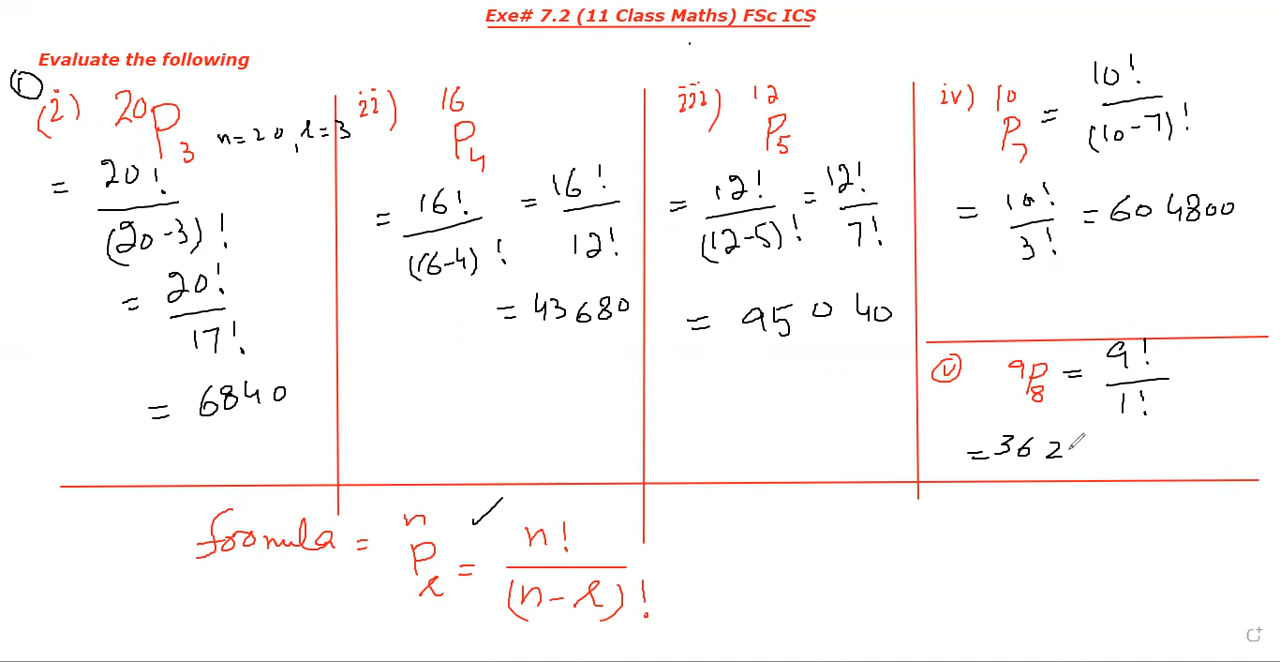 Exe# 7.2 (11 Class Maths) FSc ICS
Evaluate the following
①
(i) 20P3 n=20, r=3
= 20! / (20-3)!
= 20! / 17!
= 6840
ii) 16P4
= 16! / (16-4)! = 16! / 12!
= 43680
iii) 12P5
= 12! / (12-5)! = 12! / 7!
= 95040
iv) 10P7 = 10! / (10-7)!
= 10! / 3! = 604800
ⓥ 9P8 = 9! / 1!
= 362
formula = nPr = n! / (n-r)!